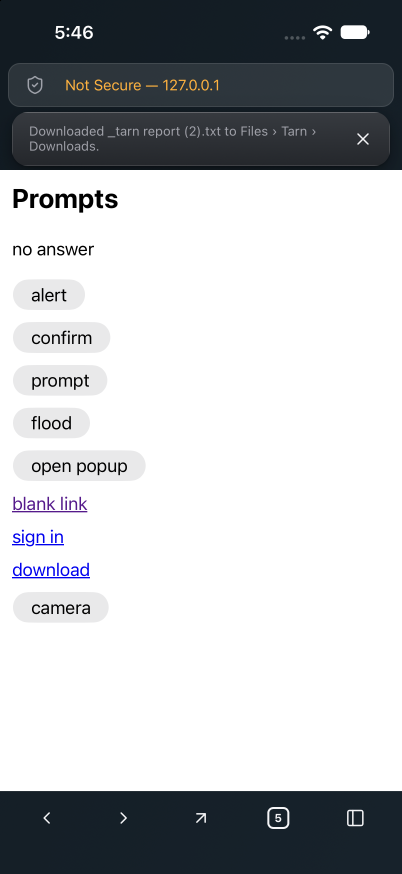 5:46
Not Secure — 127.0.0.1
Downloaded _tarn report (2).txt to Files › Tarn ›
Downloads.
Prompts
no answer
alert
confirm
prompt
flood
open popup
blank link
sign in
download
camera
5